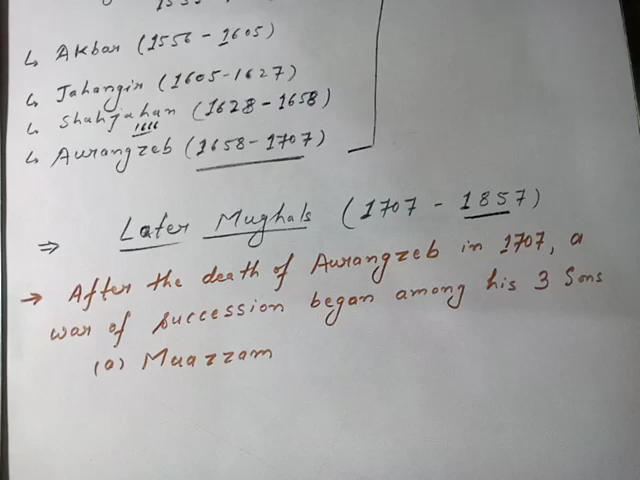 ↳ Akbar (1556 - 1605)
↳ Jahangir (1605-1627)
↳ Shahjahan (1628 - 1658)
1666
↳ Aurangzeb (1658-1707)
⇒ Later Mughals (1707 - 1857)
→ After the death of Aurangzeb in 1707, a
war of succession began among his 3 Sons
(a) Muazzam